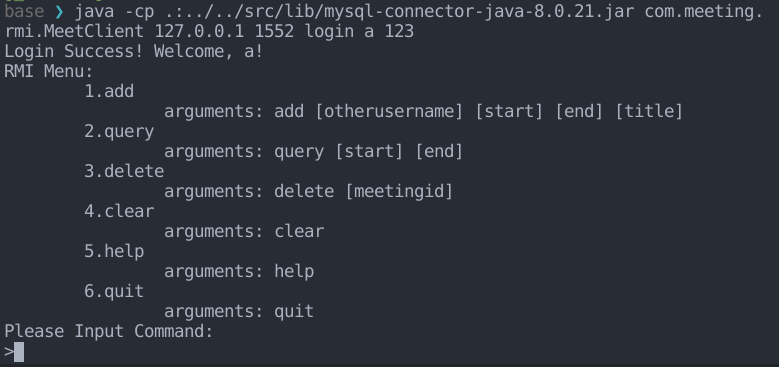 base ❯ java -cp .:../../src/lib/mysql-connector-java-8.0.21.jar com.meeting.
rmi.MeetClient 127.0.0.1 1552 login a 123
Login Success! Welcome, a!
RMI Menu:
1.add
arguments: add [otherusername] [start] [end] [title]
2.query
arguments: query [start] [end]
3.delete
arguments: delete [meetingid]
4.clear
arguments: clear
5.help
arguments: help
6.quit
arguments: quit
Please Input Command:
>